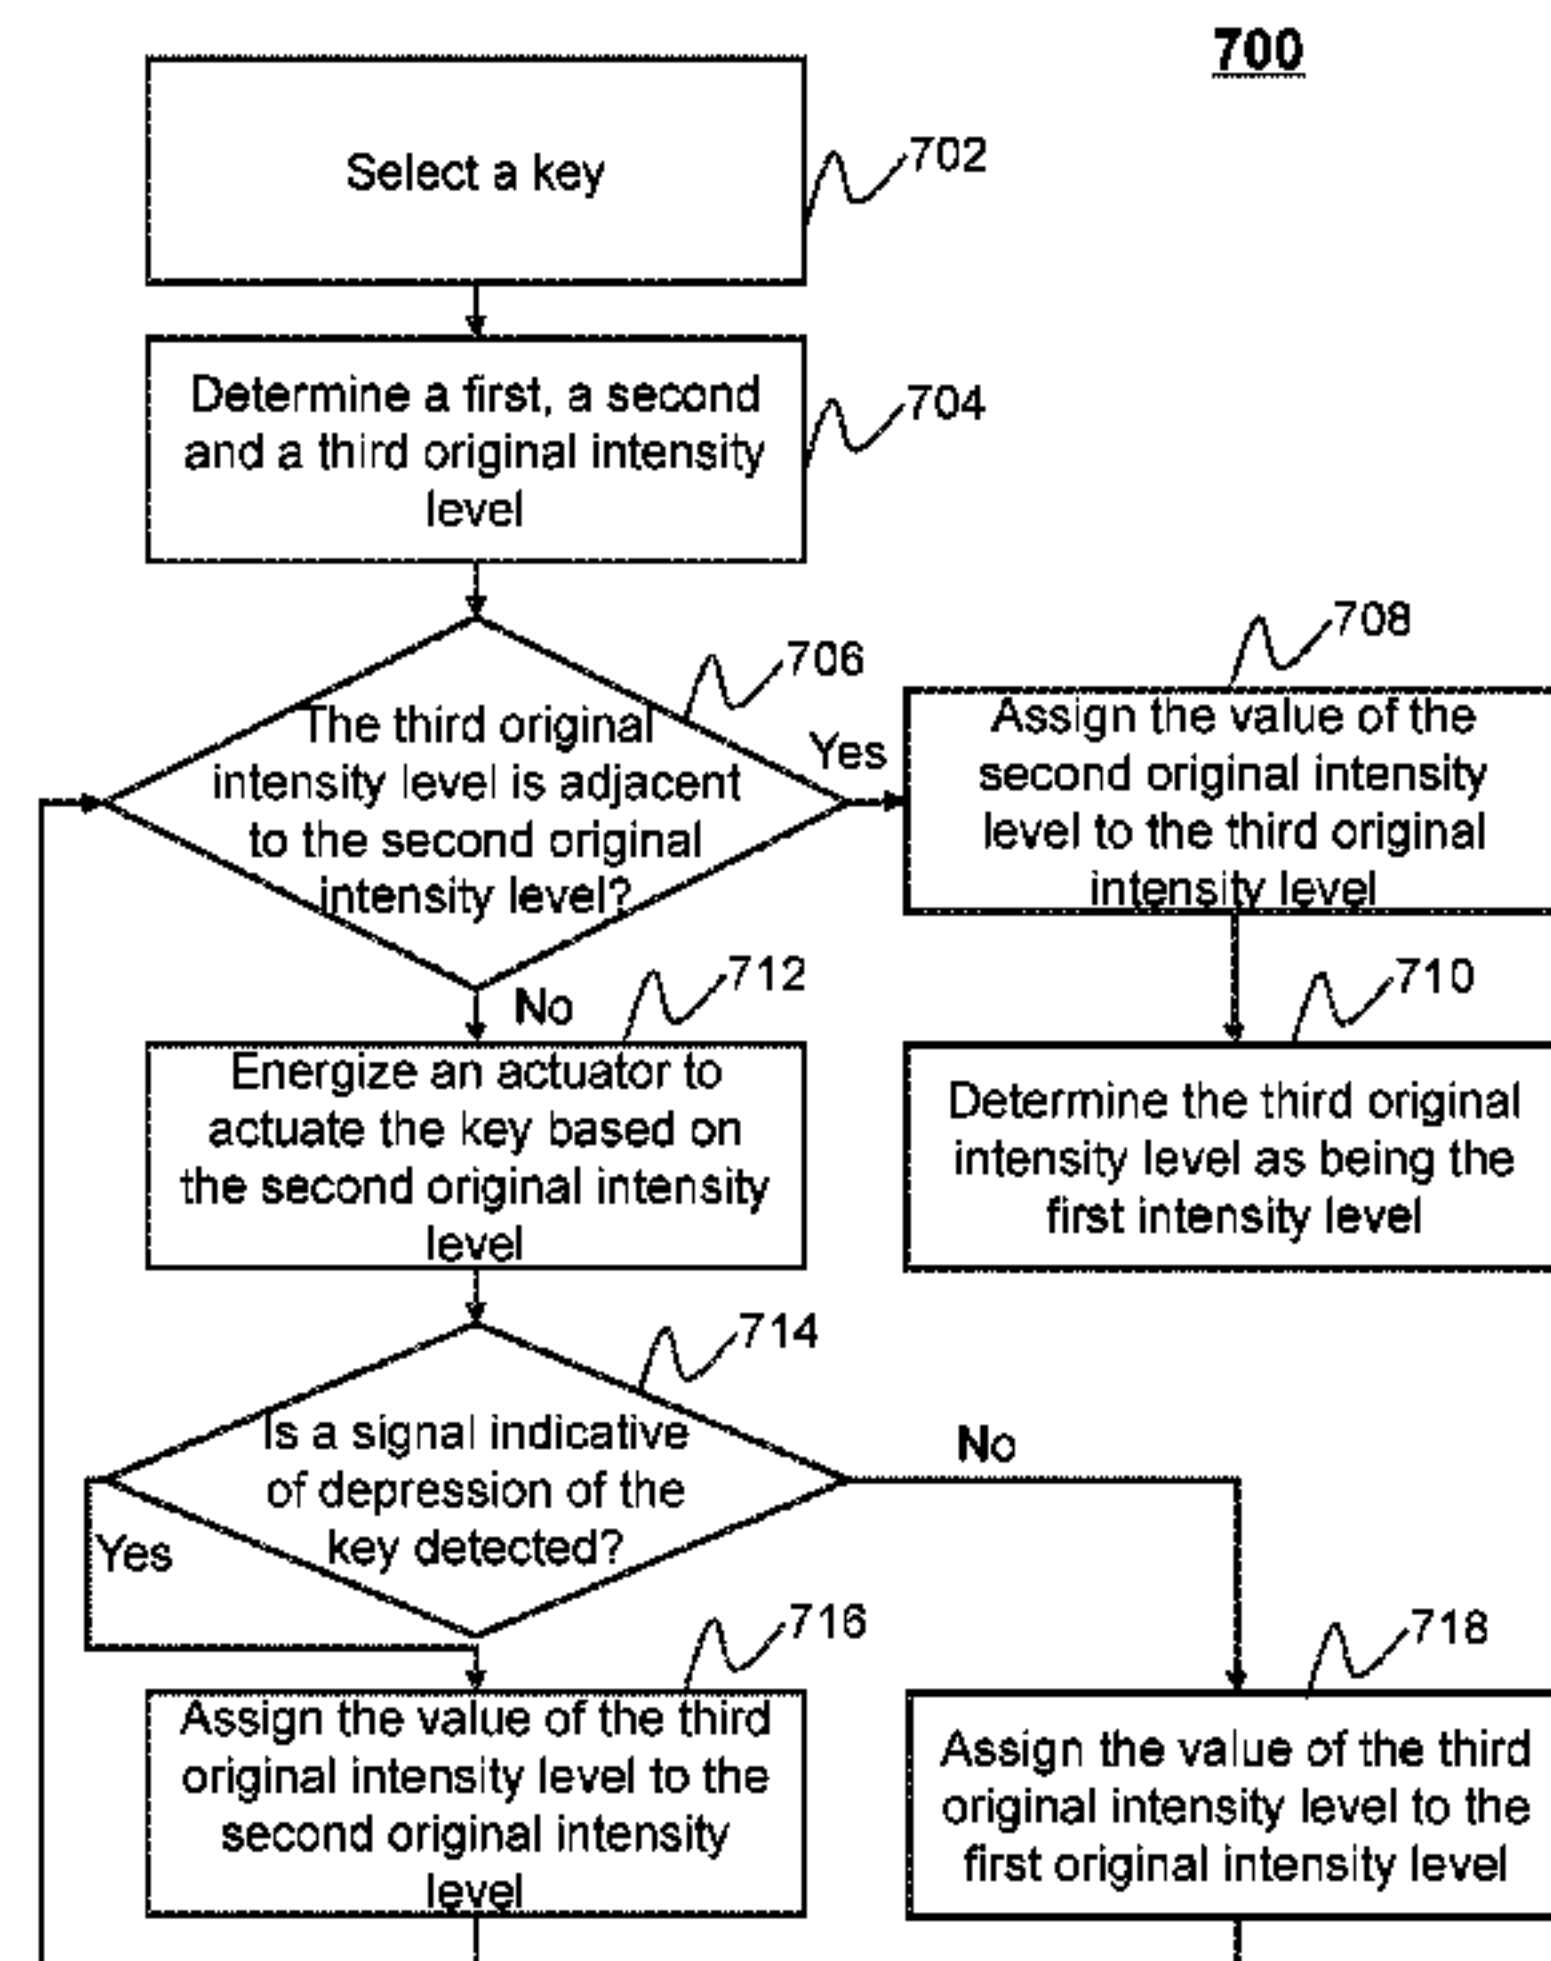 700
Select a key
702
Determine a first, a second
and a third original intensity
level
704
706
The third original
intensity level is adjacent
to the second original
intensity level?
Yes
708
Assign the value of the
second original intensity
level to the third original
intensity level
No
712
710
Energize an actuator to
actuate the key based on
the second original intensity
level
Determine the third original
intensity level as being the
first intensity level
714
Is a signal indicative
of depression of the
key detected?
No
Yes
716
718
Assign the value of the third
original intensity level to the
second original intensity
level
Assign the value of the third
original intensity level to the
first original intensity level